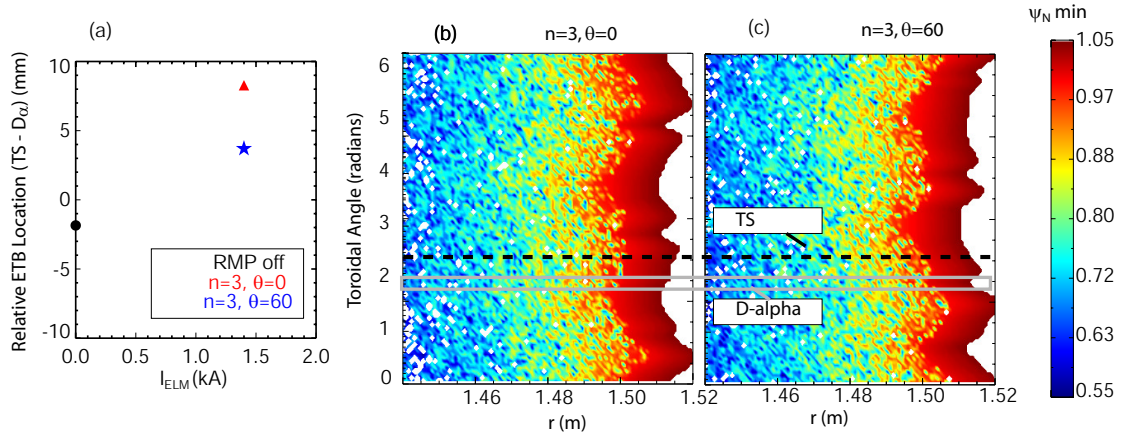 (a)
Relative ETB Location (TS - Dα) (mm)
10
5
0
-5
-10
RMP off
n=3, θ=0
n=3, θ=60
0.0 0.5 1.0 1.5 2.0
I_ELM (kA)
(b) n=3, θ=0
Toroidal Angle (radians)
6
5
4
3
2
1
0
1.46 1.48 1.50 1.52
r (m)
(c) n=3, θ=60
TS
D-alpha
1.46 1.48 1.50 1.52
r (m)
ψN min
1.05
0.97
0.88
0.80
0.72
0.63
0.55